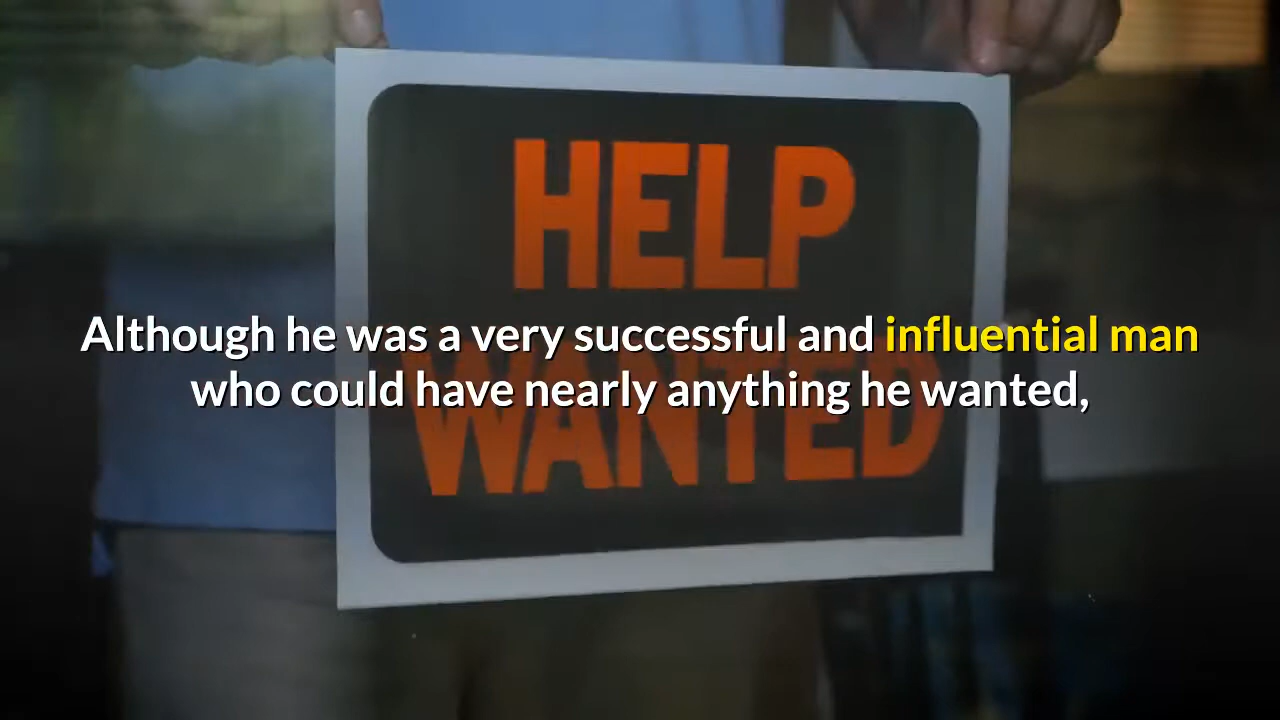 HELP
Although he was a very successful and influential man
who could have nearly anything he wanted,
WANTED